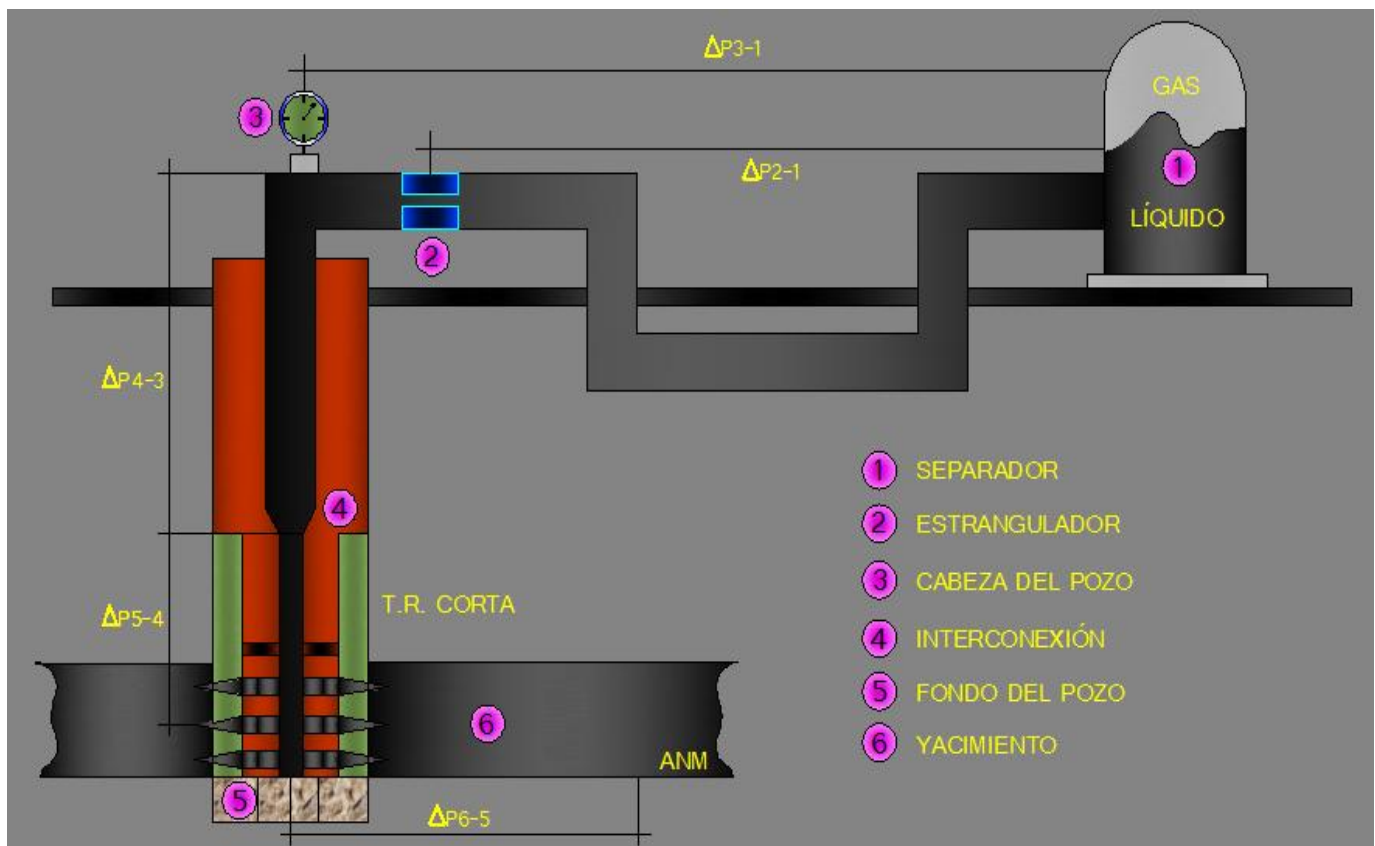 ΔP3-1
GAS
3
ΔP2-1
1
LÍQUIDO
2
ΔP4-3
4
1 SEPARADOR
2 ESTRANGULADOR
3 CABEZA DEL POZO
T.R. CORTA
ΔP5-4
4 INTERCONEXIÓN
5 FONDO DEL POZO
6
6 YACIMIENTO
ANM
5
ΔP6-5